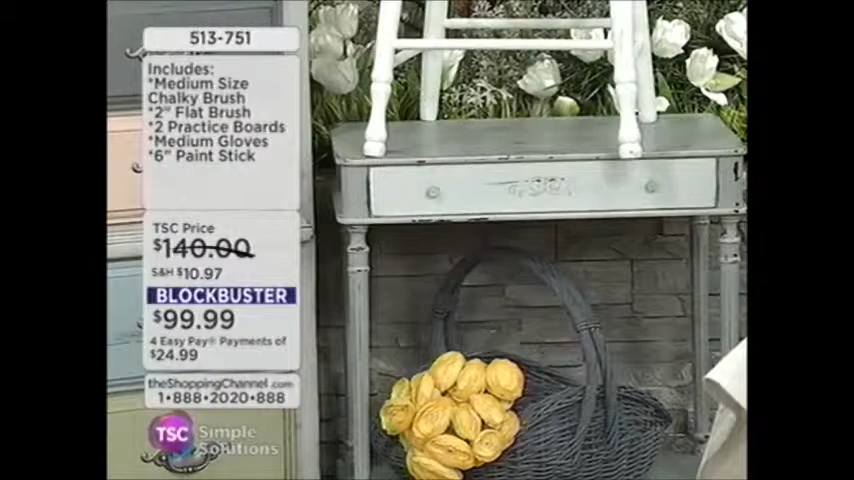 513-751
Includes:
*Medium Size
Chalky Brush
*2" Flat Brush
*2 Practice Boards
*Medium Gloves
*6" Paint Stick
TSC Price
$140.00
S&H $10.97
BLOCKBUSTER
$99.99
4 Easy Pay® Payments of
$24.99
theShoppingChannel.com
1•888•2020•888
TSC Simple
Solutions